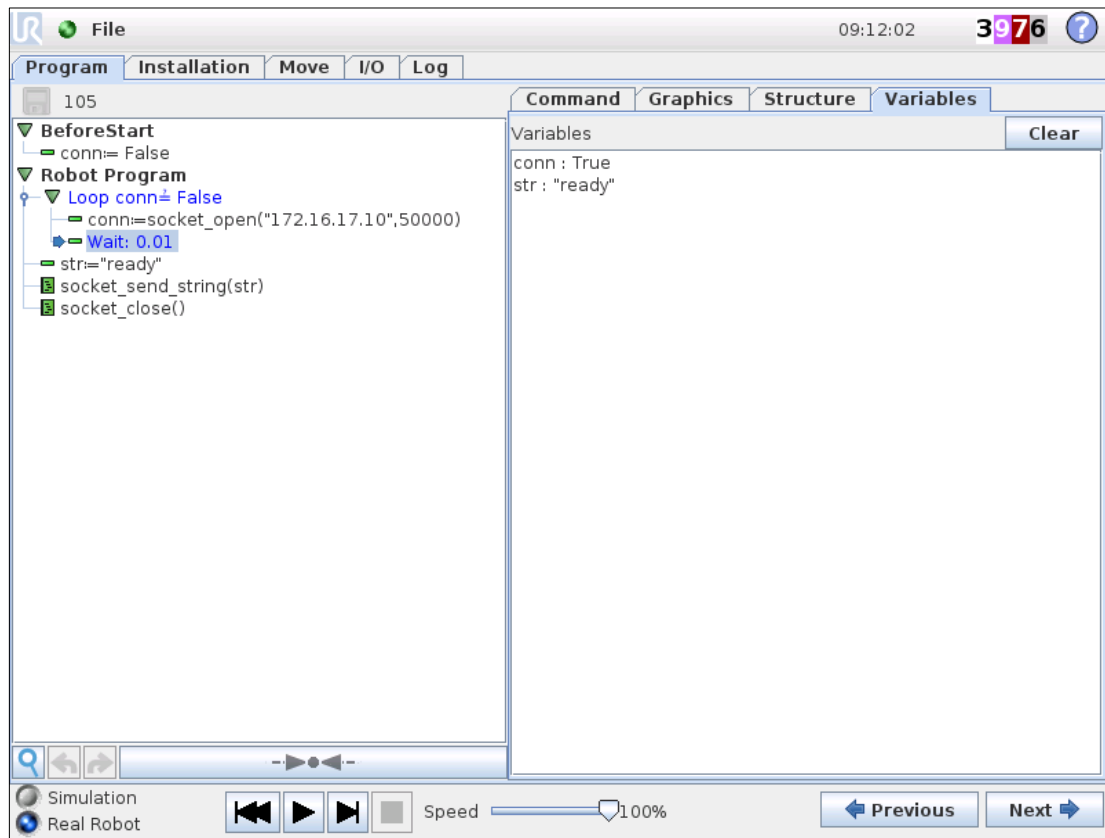 UR File 09:12:02 3976 ?
Program Installation Move I/O Log
105
Command Graphics Structure Variables
BeforeStart
conn:= False
Robot Program
Loop conn≟ False
conn:=socket_open("172.16.17.10",50000)
Wait: 0.01
str:="ready"
socket_send_string(str)
socket_close()
Variables Clear
conn : True
str : "ready"
Simulation
Real Robot
Speed 100%
Previous Next